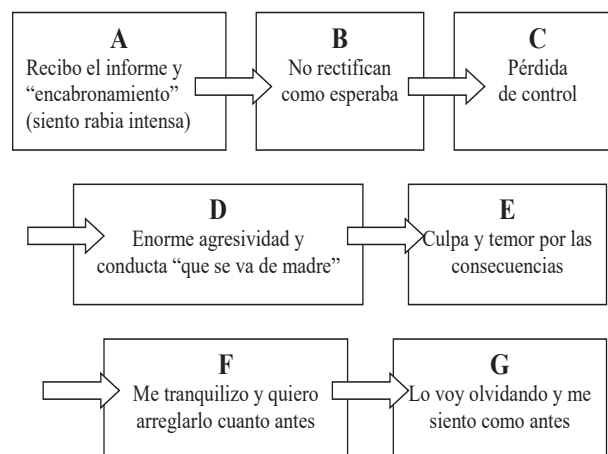 A
Recibo el informe y
“encabronamiento”
(siento rabia intensa)
B
No rectifican
como esperaba
C
Pérdida
de control
D
Enorme agresividad y
conducta “que se va de madre”
E
Culpa y temor por las
consecuencias
F
Me tranquilizo y quiero
arreglarlo cuanto antes
G
Lo voy olvidando y me
siento como antes